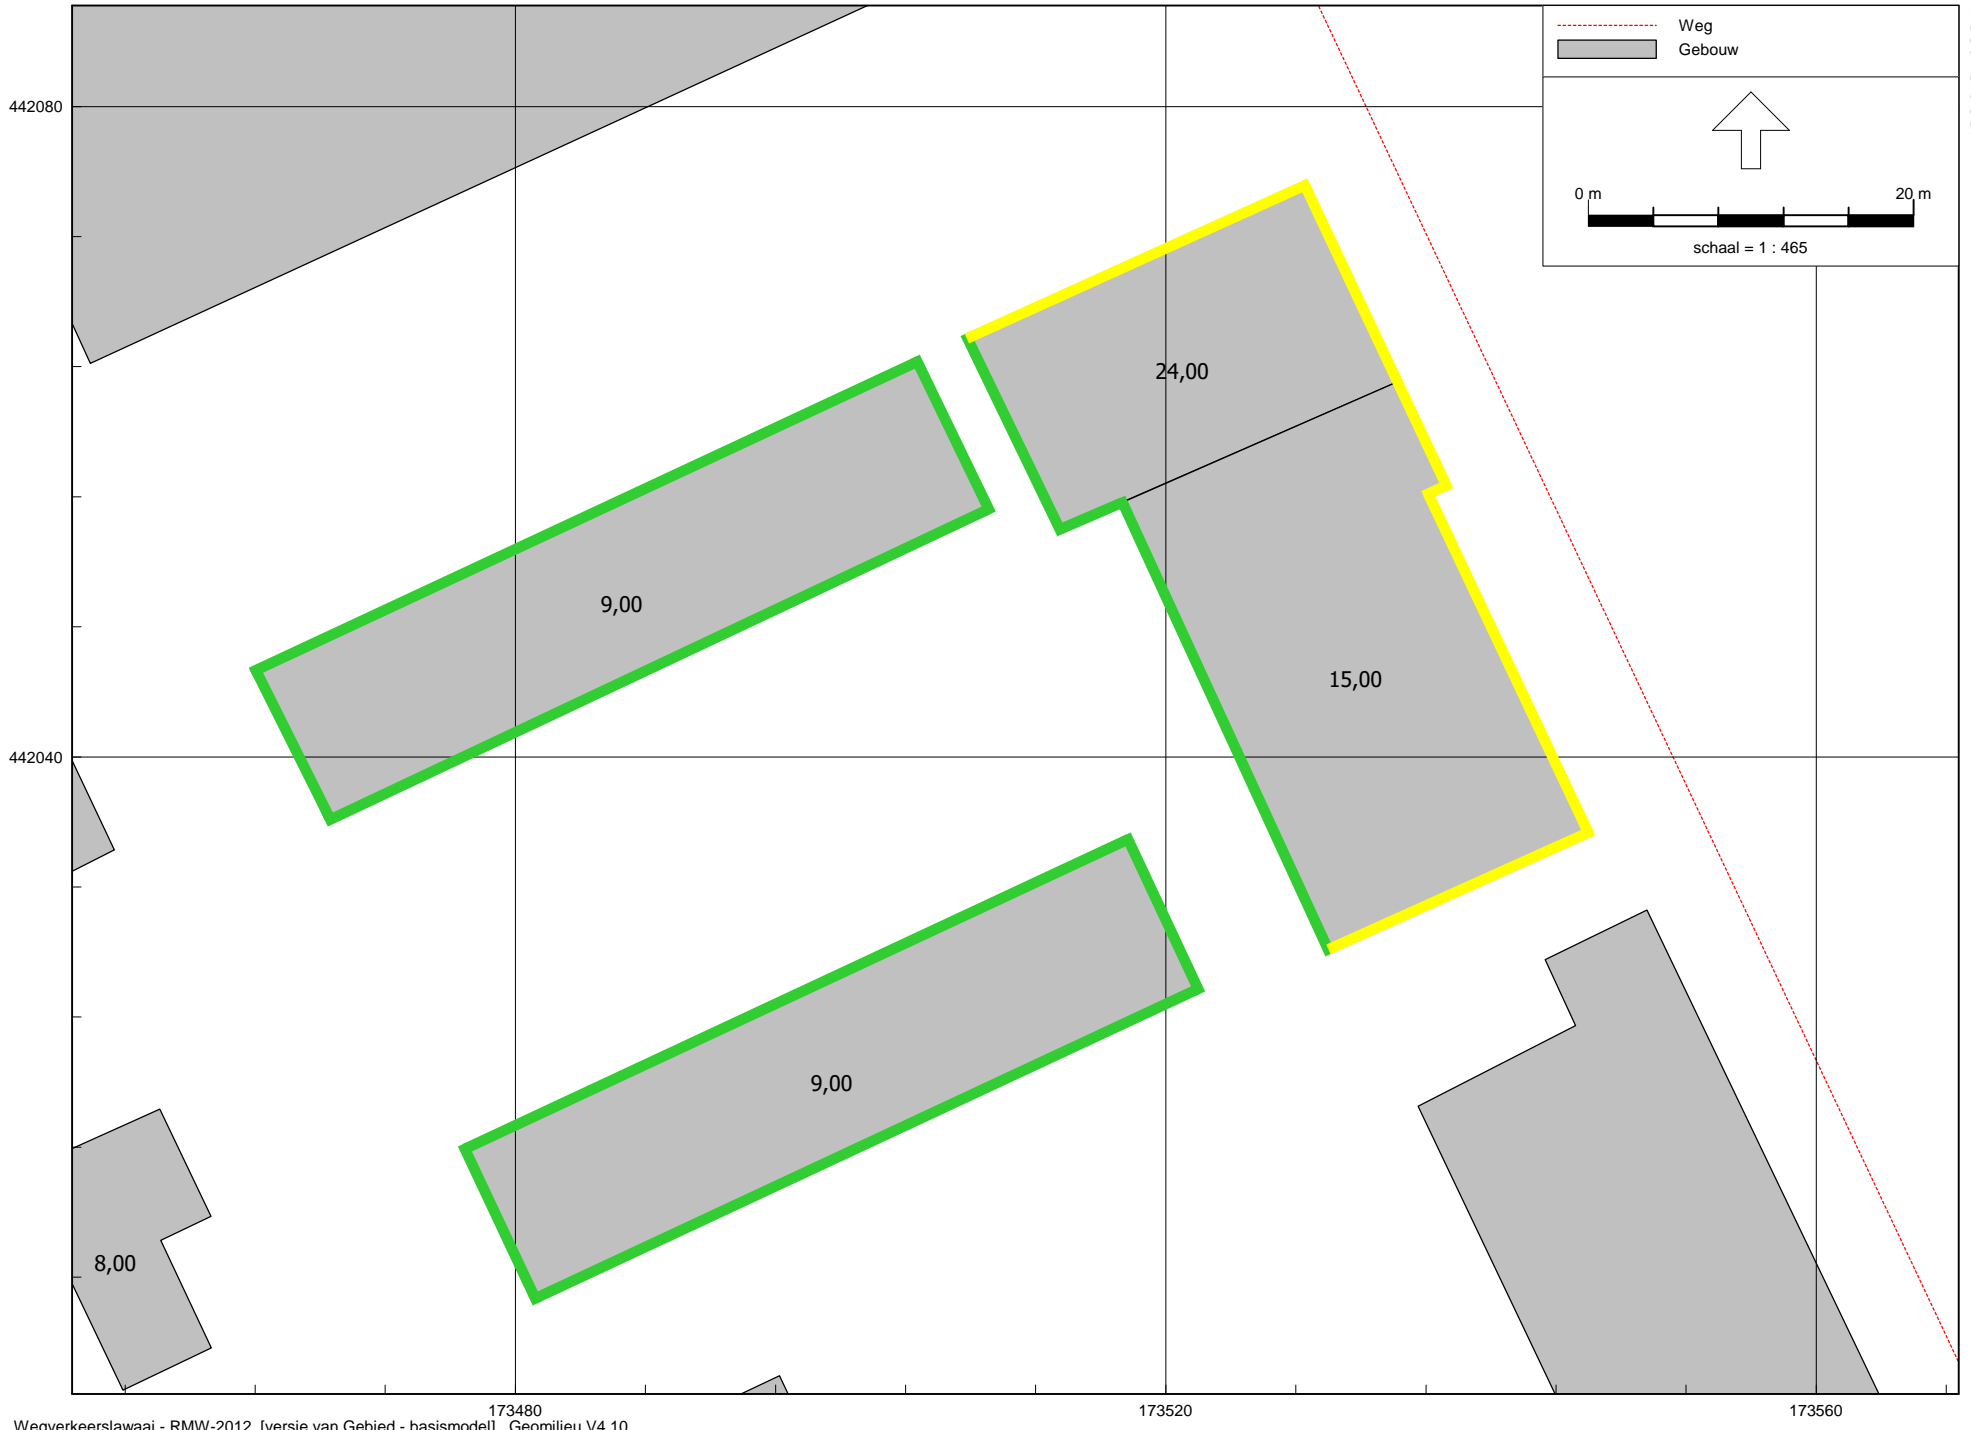 Weg
Gebouw
442080
0 m
20 m
schaal = 1 : 465
24,00
9,00
15,00
442040
9,00
8,00
173480
173520
173560
Wegverkeerslawaai - RMW-2012, [versie van Gebied - basismodel] , Geomilieu V4.10